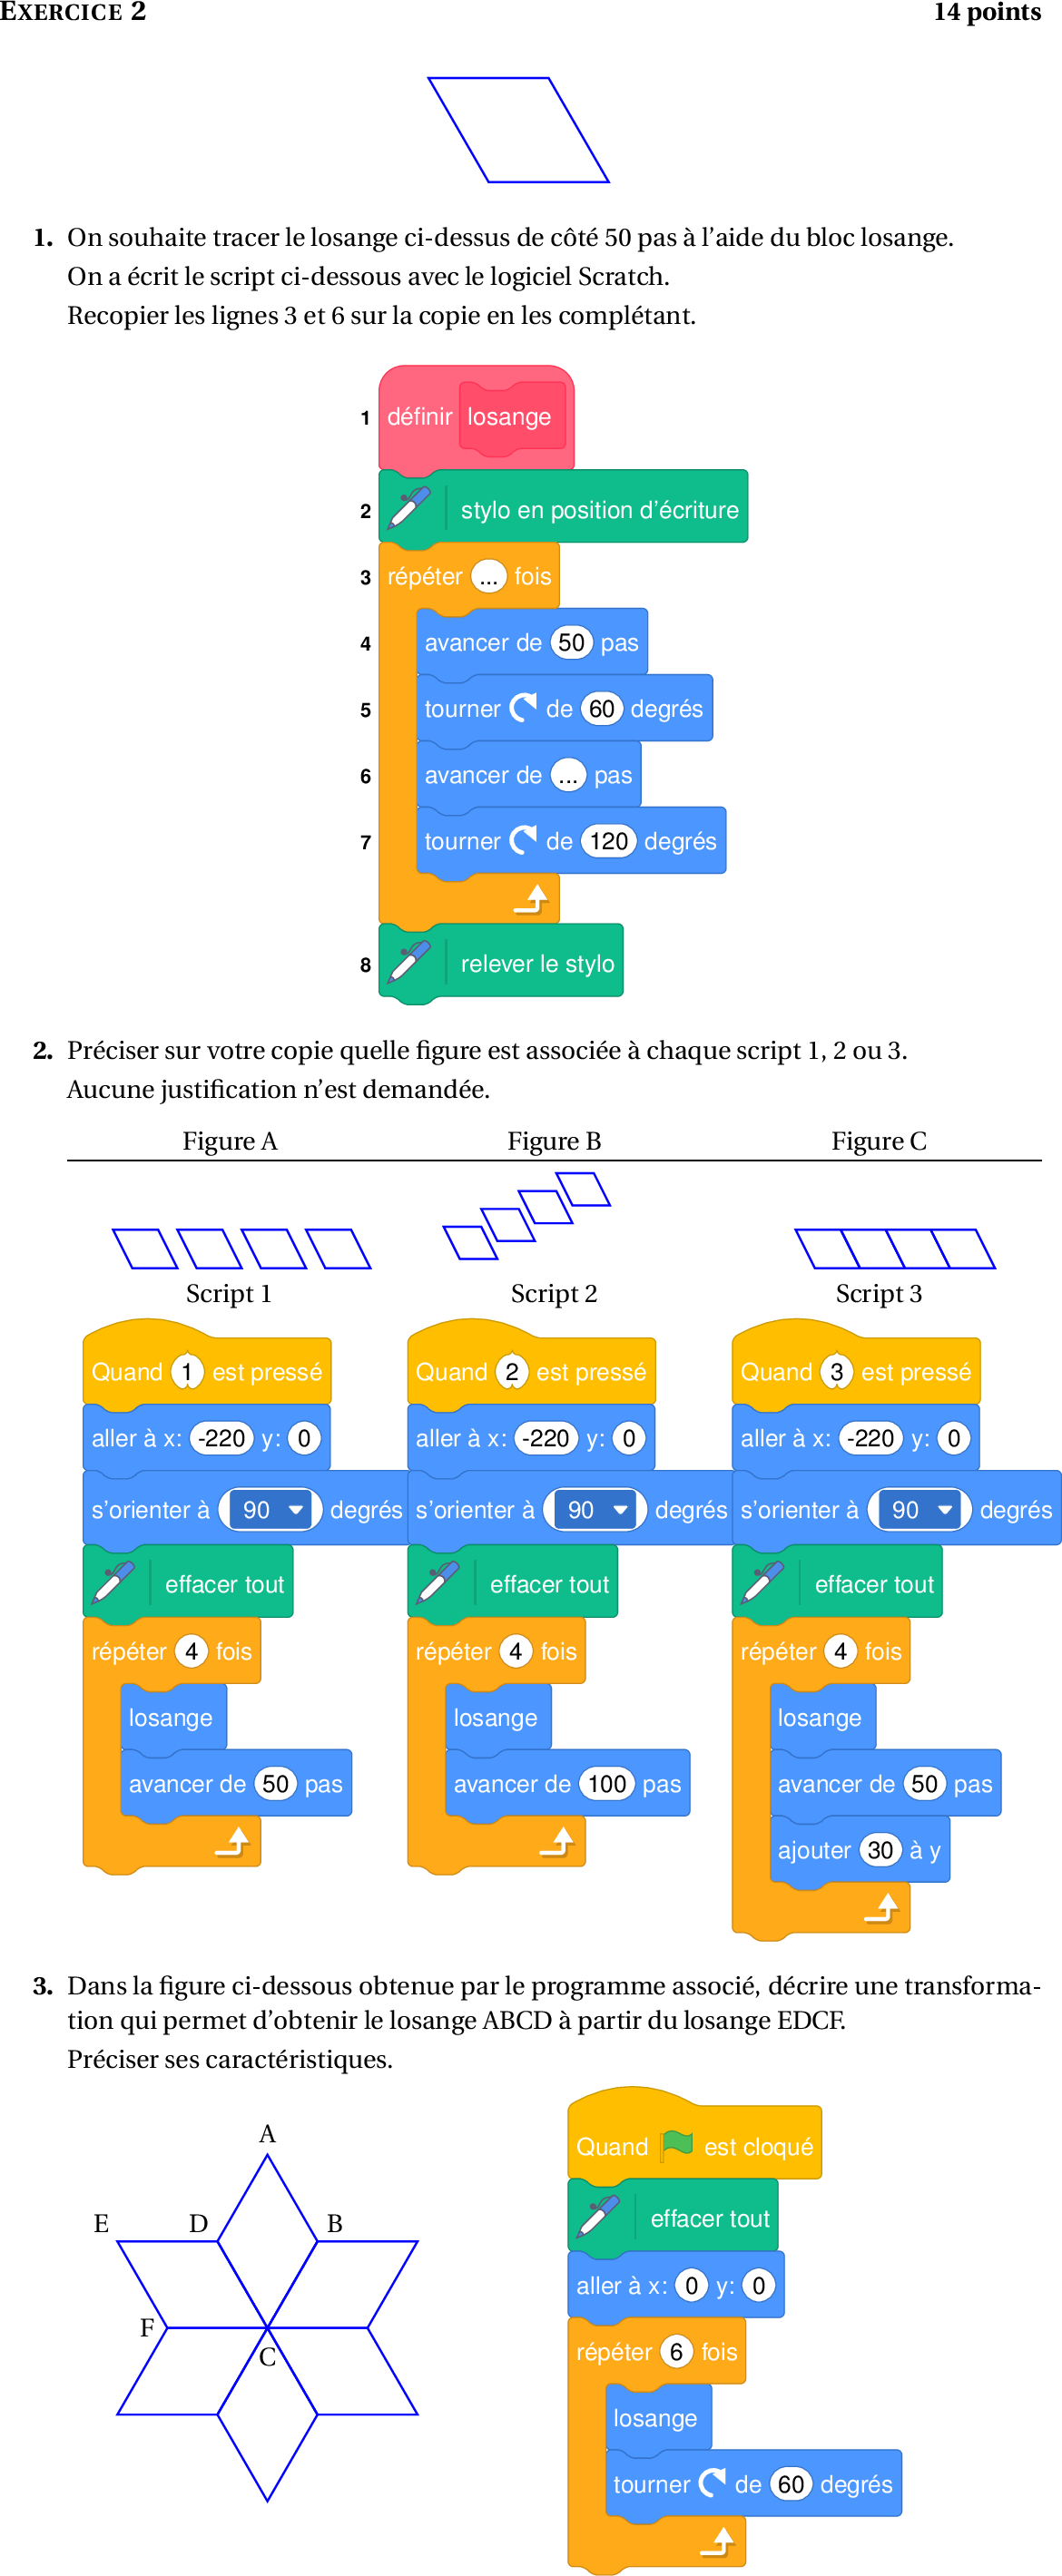 EXERCICE 2 14 points
1. On souhaite tracer le losange ci-dessus de côté 50 pas à l'aide du bloc losange.
On a écrit le script ci-dessous avec le logiciel Scratch.
Recopier les lignes 3 et 6 sur la copie en les complétant.
1 définir losange
2 stylo en position d'écriture
3 répéter ... fois
4 avancer de 50 pas
5 tourner de 60 degrés
6 avancer de ... pas
7 tourner de 120 degrés
8 relever le stylo
2. Préciser sur votre copie quelle figure est associée à chaque script 1, 2 ou 3.
Aucune justification n'est demandée.
Figure A Figure B Figure C
Script 1 Script 2 Script 3
Quand 1 est pressé Quand 2 est pressé Quand 3 est pressé
aller à x: -220 y: 0 aller à x: -220 y: 0 aller à x: -220 y: 0
s'orienter à 90 degrés s'orienter à 90 degrés s'orienter à 90 degrés
effacer tout effacer tout effacer tout
répéter 4 fois répéter 4 fois répéter 4 fois
losange losange losange
avancer de 50 pas avancer de 100 pas avancer de 50 pas
ajouter 30 à y
3. Dans la figure ci-dessous obtenue par le programme associé, décrire une transforma-
tion qui permet d'obtenir le losange ABCD à partir du losange EDCF.
Préciser ses caractéristiques.
A
E D B
F
C
Quand est cloqué
effacer tout
aller à x: 0 y: 0
répéter 6 fois
losange
tourner de 60 degrés